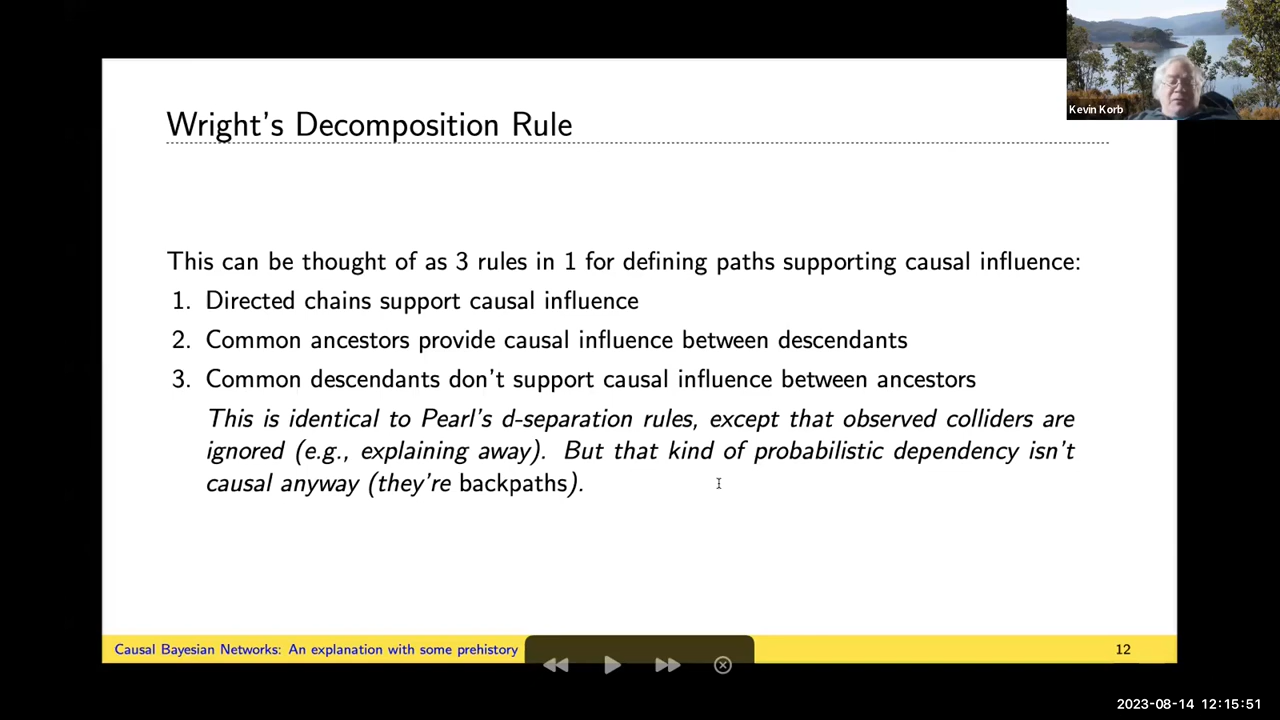 Kevin Korb
Wright's Decomposition Rule
This can be thought of as 3 rules in 1 for defining paths supporting causal influence:
1. Directed chains support causal influence
2. Common ancestors provide causal influence between descendants
3. Common descendants don't support causal influence between ancestors
This is identical to Pearl's d-separation rules, except that observed colliders are
ignored (e.g., explaining away). But that kind of probabilistic dependency isn't
causal anyway (they're backpaths).
Causal Bayesian Networks: An explanation with some prehistory
12
2023-08-14 12:15:51